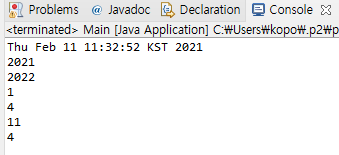 Problems @ Javadoc Declaration Console
<terminated> Main [Java Application] C:₩Users₩kopo₩.p2₩p
Thu Feb 11 11:32:52 KST 2021
2021
2022
1
4
11
4